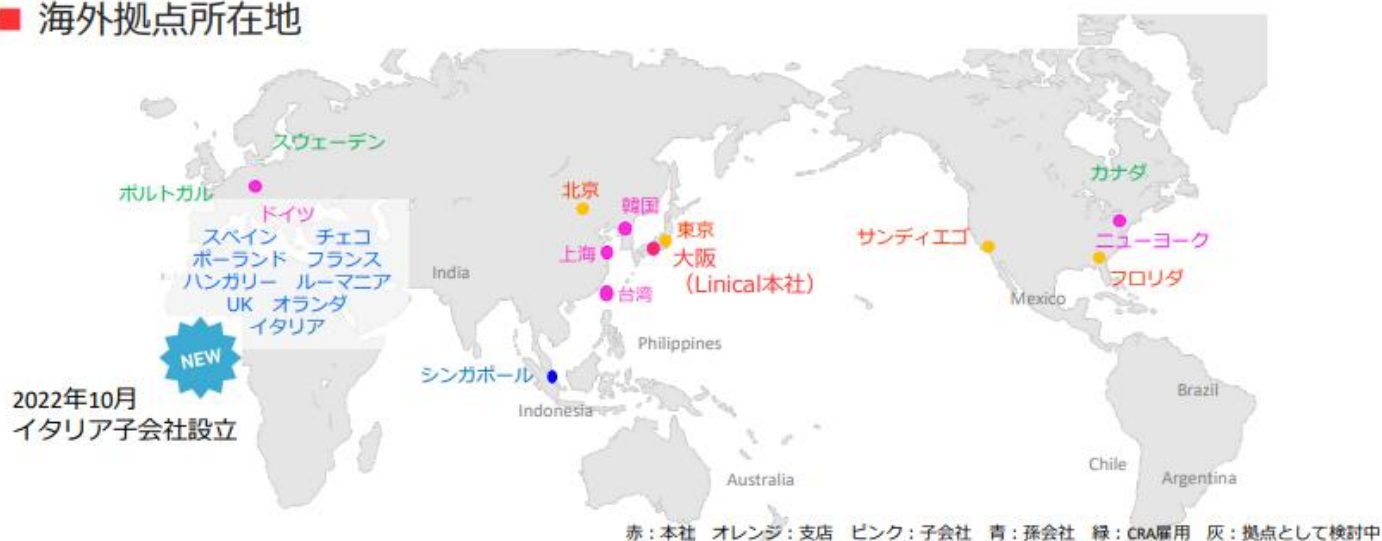 海外拠点所在地
スウェーデン
ポルトガル
ドイツ
スペイン チェコ
ポーランド フランス
ハンガリー ルーマニア
UK オランダ
イタリア
NEW
2022年10月
イタリア子会社設立
India
北京
韓国
東京
上海
大阪
(Linical本社)
台湾
Philippines
シンガポール
Indonesia
Australia
カナダ
サンディエゴ
ニューヨーク
フロリダ
Mexico
Brazil
Chile
Argentina
赤：本社 オレンジ：支店 ピンク：子会社 青：孫会社 緑：CRA雇用 灰：拠点として検討中